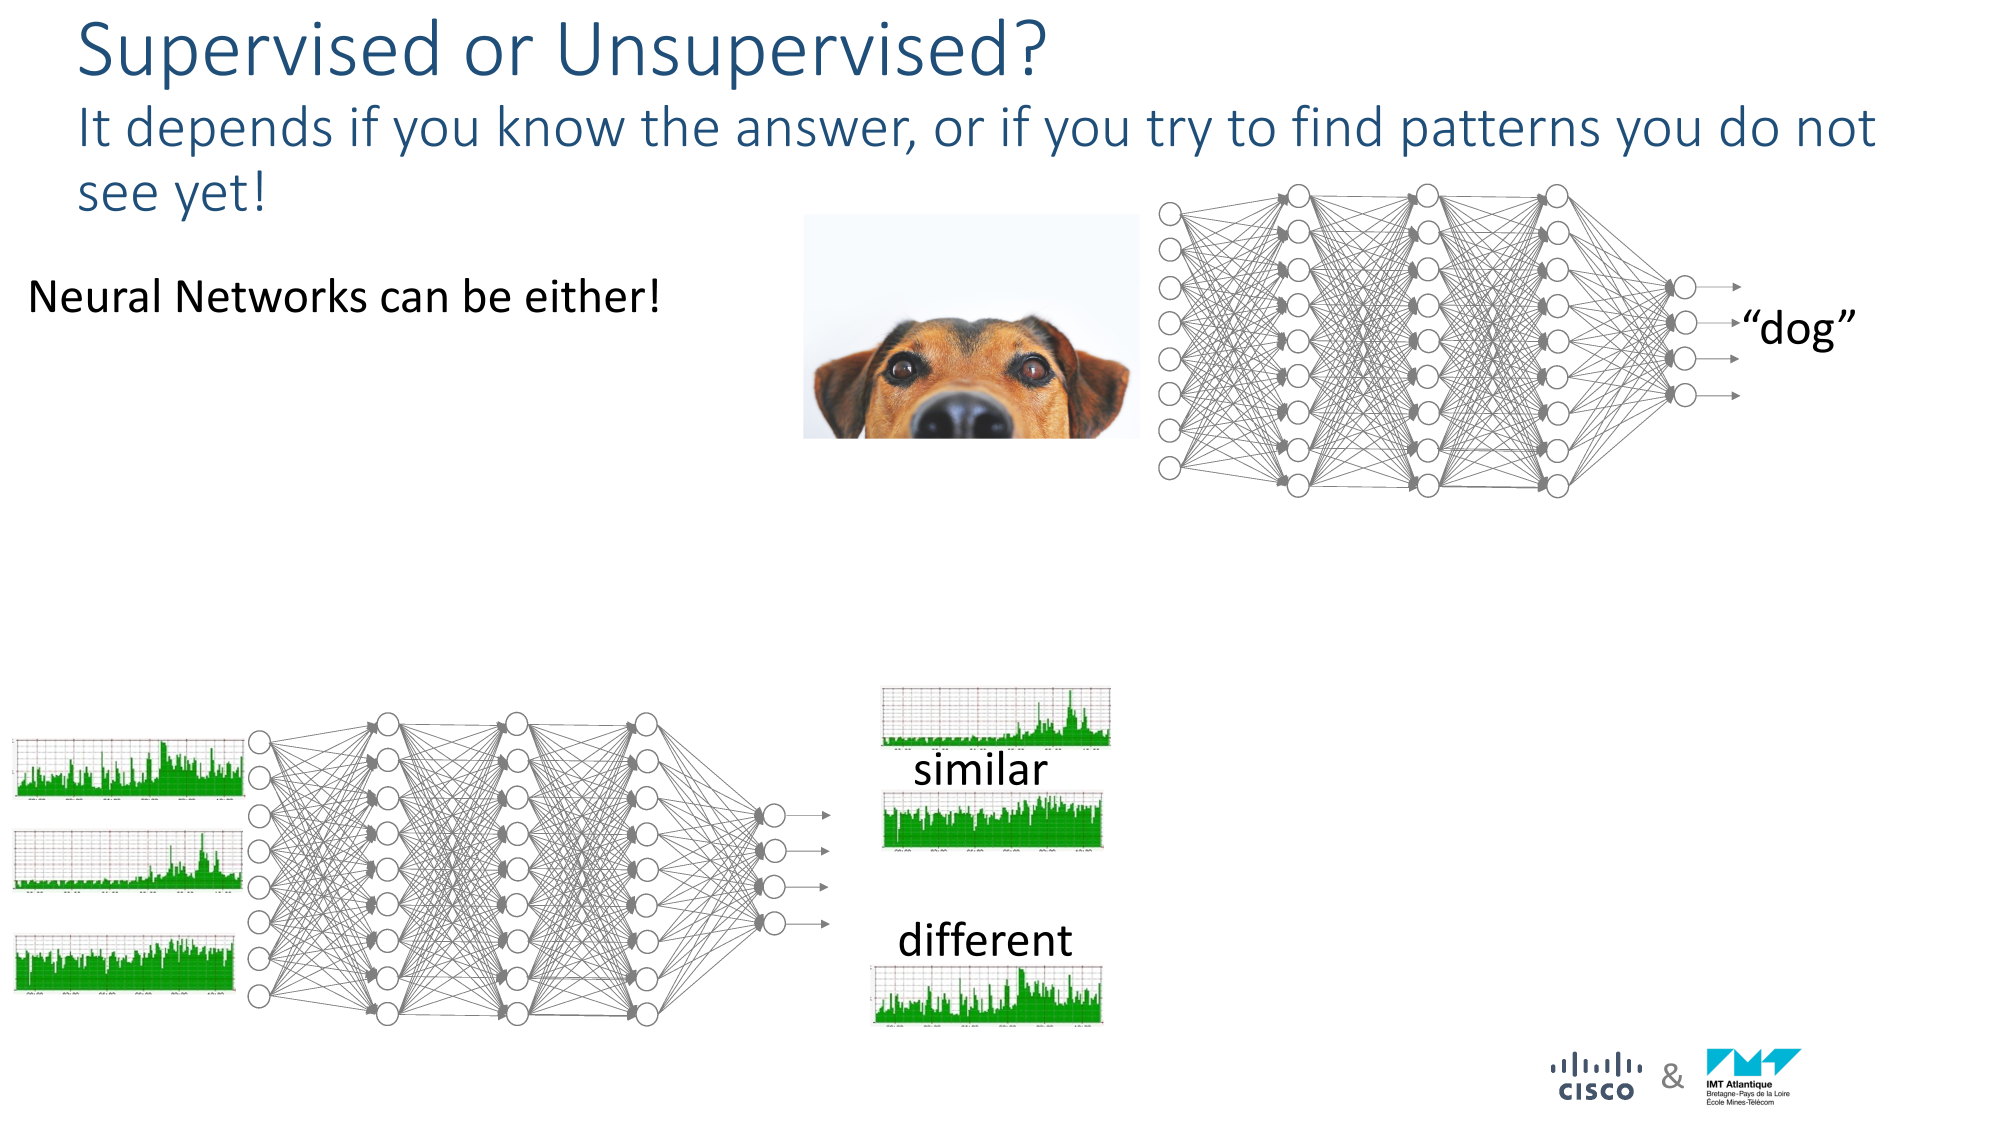 Supervised or Unsupervised?
It depends if you know the answer, or if you try to find patterns you do not
see yet!
Neural Networks can be either!
“dog”
similar
different
CISCO
&
IMT Atlantique
Bretagne-Pays de la Loire
École Mines-Télécom